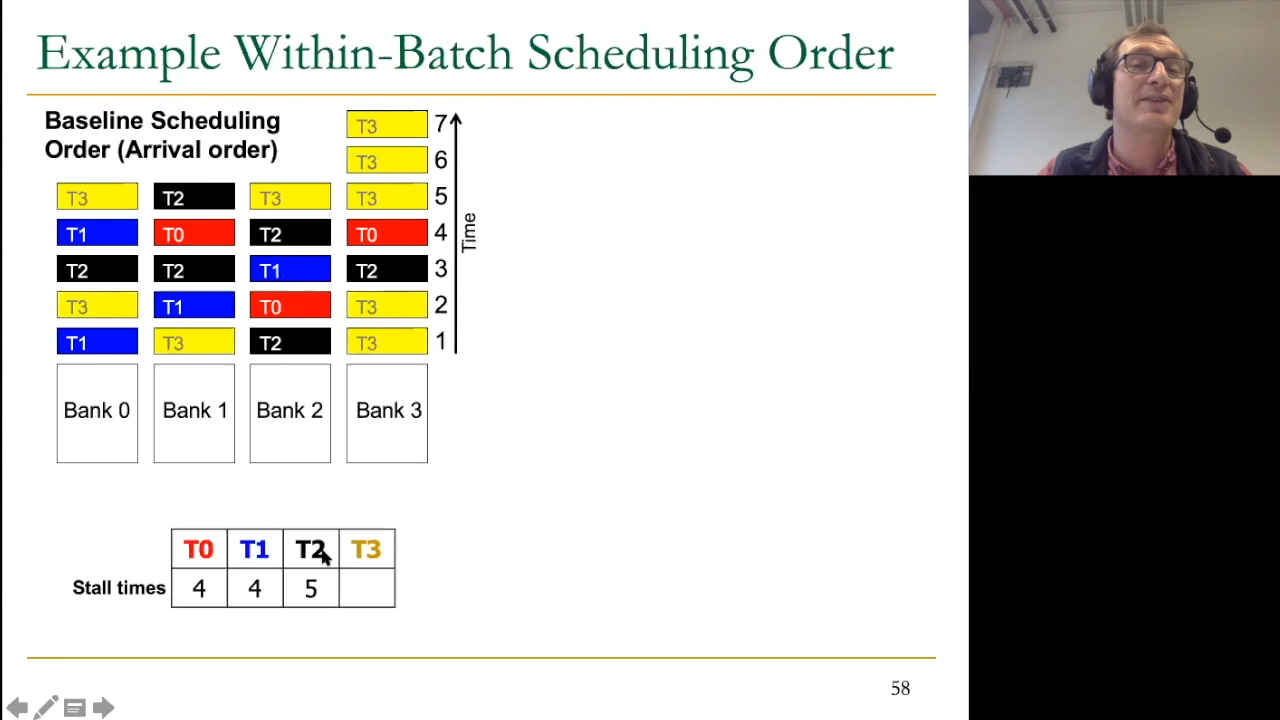 Example Within-Batch Scheduling Order
Baseline Scheduling
Order (Arrival order)
T3 7
T3 6
T3 T2 T3 T3 5
T1 T0 T2 T0 4
T2 T2 T1 T2 3
T3 T1 T0 T3 2
T1 T3 T2 T3 1
Time
Bank 0 Bank 1 Bank 2 Bank 3
T0 T1 T2 T3
Stall times 4 4 5
58